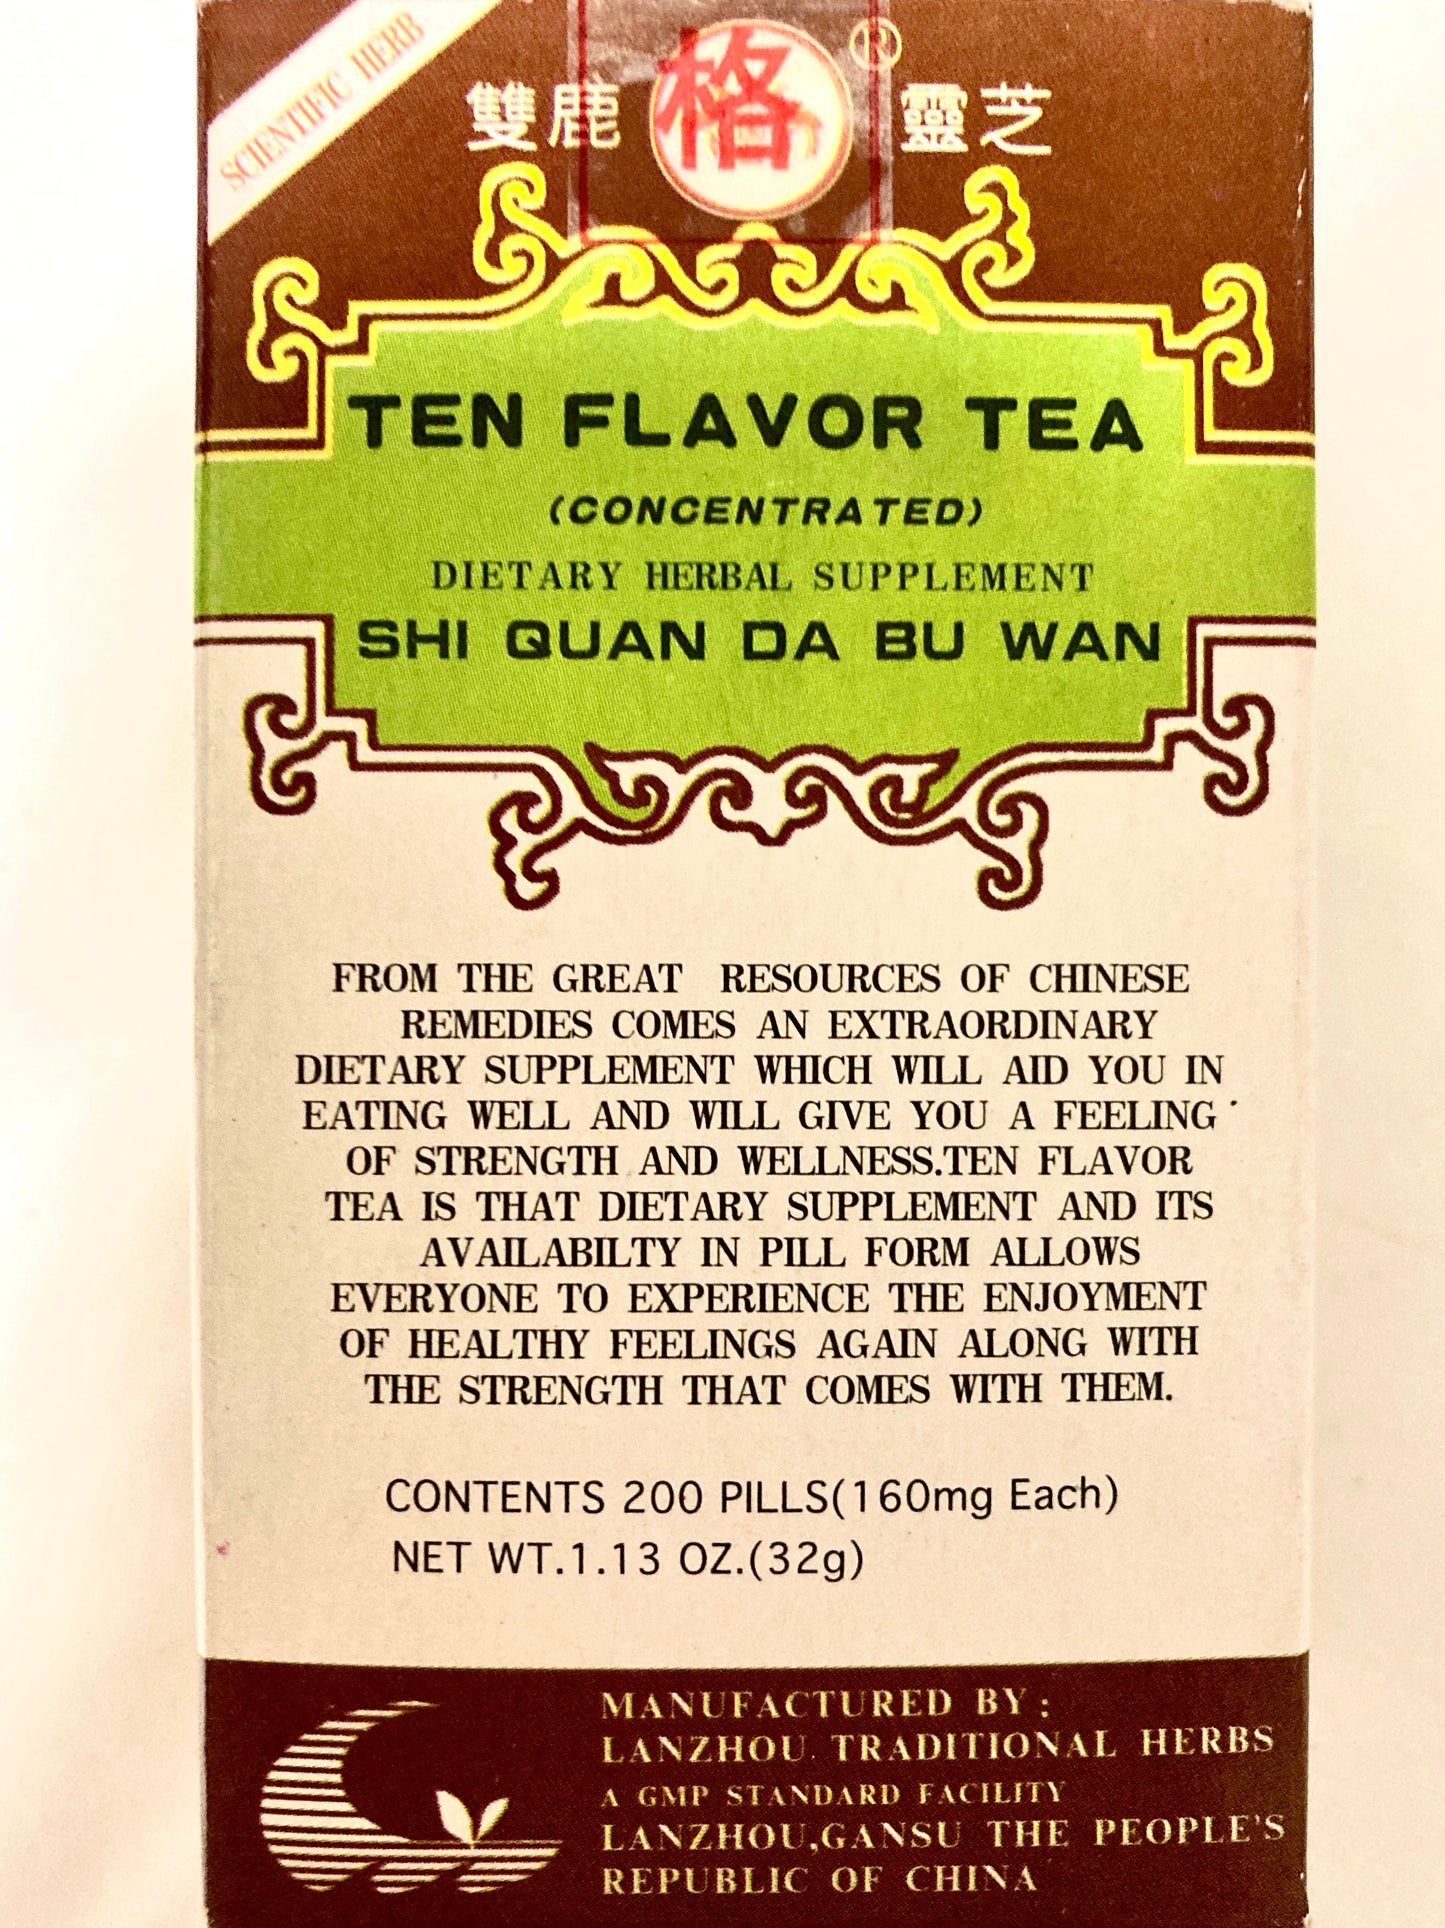 SCIENTIFIC HERB
雙鹿 格 ® 靈芝
TEN FLAVOR TEA
(CONCENTRATED)
DIETARY HERBAL SUPPLEMENT
SHI QUAN DA BU WAN
FROM THE GREAT RESOURCES OF CHINESE
REMEDIES COMES AN EXTRAORDINARY
DIETARY SUPPLEMENT WHICH WILL AID YOU IN
EATING WELL AND WILL GIVE YOU A FEELING
OF STRENGTH AND WELLNESS.TEN FLAVOR
TEA IS THAT DIETARY SUPPLEMENT AND ITS
AVAILABILTY IN PILL FORM ALLOWS
EVERYONE TO EXPERIENCE THE ENJOYMENT
OF HEALTHY FEELINGS AGAIN ALONG WITH
THE STRENGTH THAT COMES WITH THEM.
CONTENTS 200 PILLS(160mg Each)
NET WT.1.13 OZ.(32g)
MANUFACTURED BY:
LANZHOU TRADITIONAL HERBS
A GMP STANDARD FACILITY
LANZHOU,GANSU THE PEOPLE'S
REPUBLIC OF CHINA